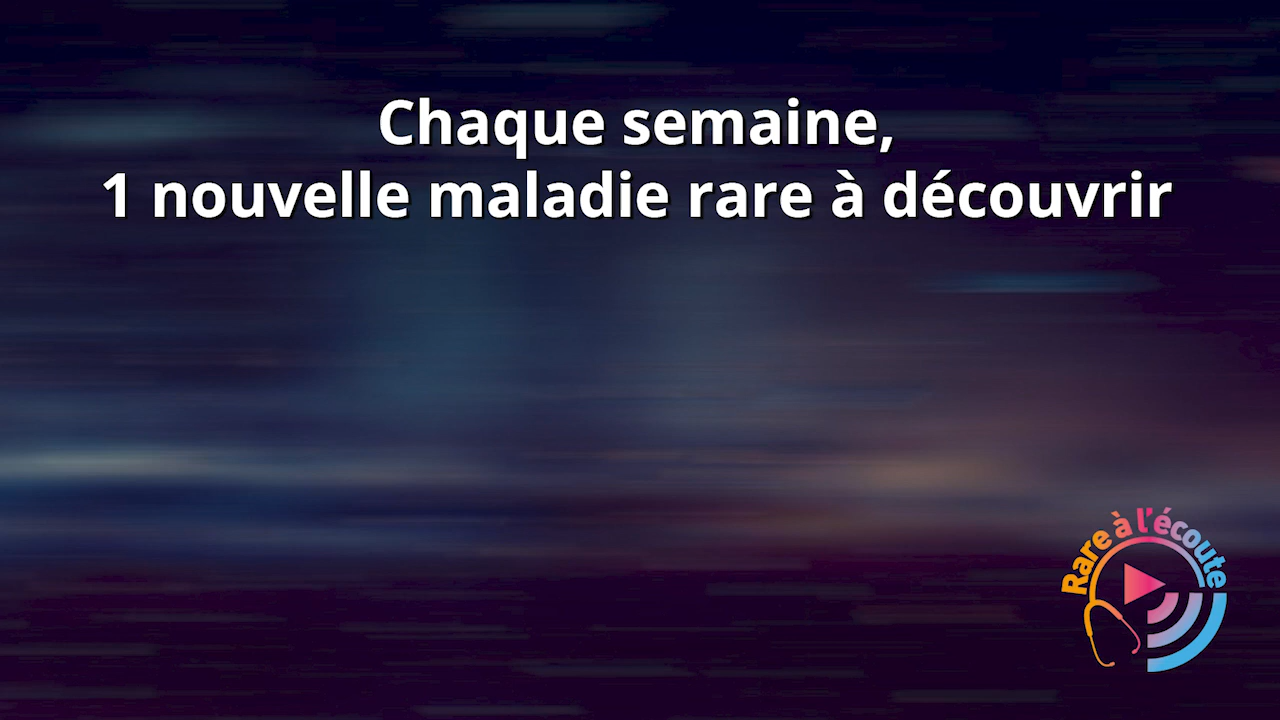 Chaque semaine,
1 nouvelle maladie rare à découvrir
Rare à l'écoute